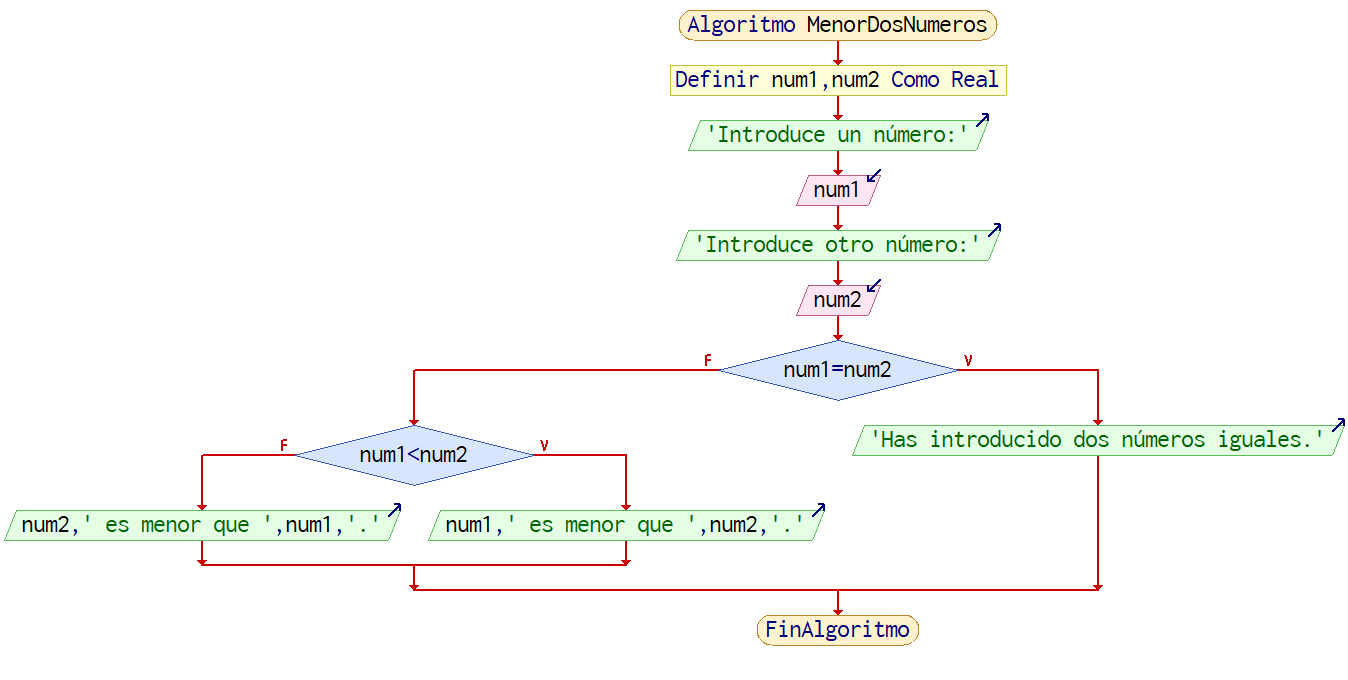 Algoritmo MenorDosNumeros
Definir num1,num2 Como Real
'Introduce un número:'
num1
'Introduce otro número:'
num2
num1=num2
F
V
'Has introducido dos números iguales.'
num1<num2
F
V
num2,' es menor que ',num1,'.'
num1,' es menor que ',num2,'.'
FinAlgoritmo